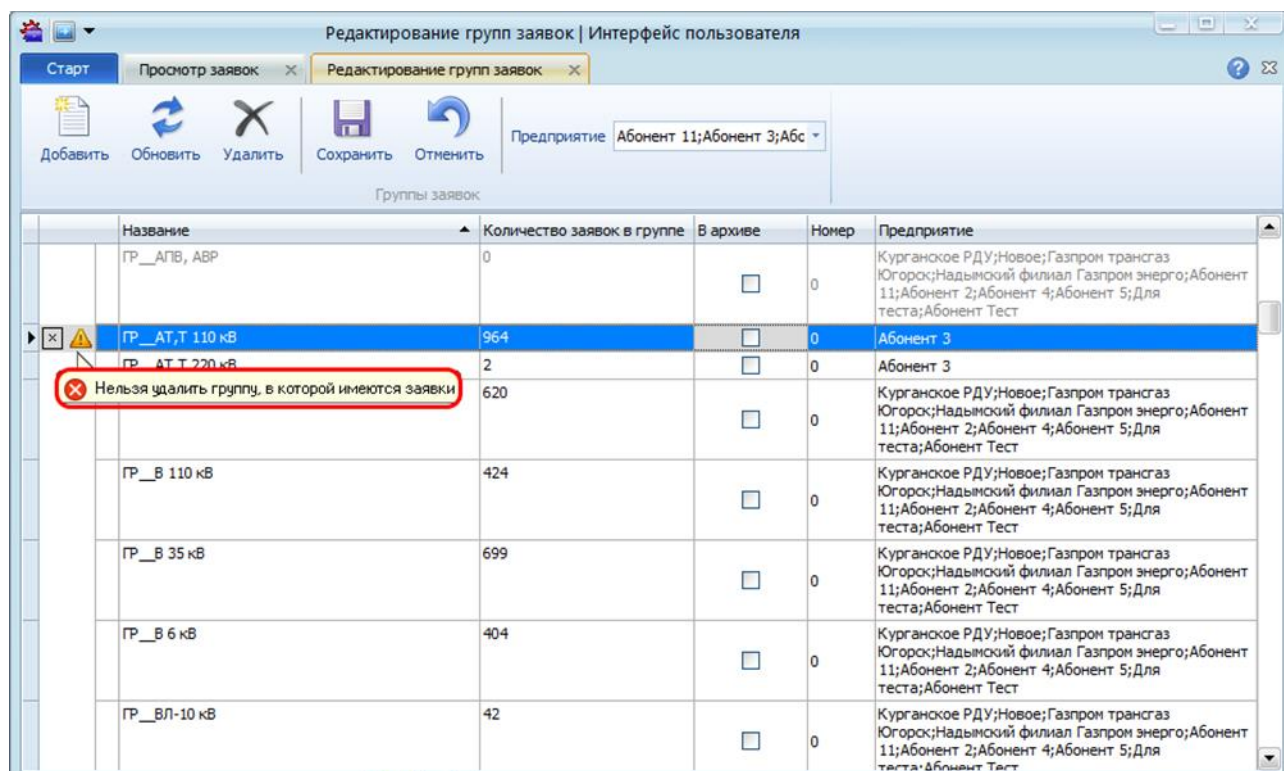 Редактирование групп заявок | Интерфейс пользователя
Старт Просмотр заявок Редактирование групп заявок
Добавить Обновить Удалить Сохранить Отменить Предприятие Абонент 11;Абонент 3;Абс
Группы заявок
Название Количество заявок в группе В архиве Номер Предприятие
ГР__АПВ, АВР 0 0 Курганское РДУ;Новое;Газпром трансгаз
Югорск;Надымский филиал Газпром энерго;Абонент
11;Абонент 2;Абонент 4;Абонент 5;Для
теста;Абонент Тест
ГР__АТ,Т 110 кВ 964 0 Абонент 3
ГР__АТ,Т 220 кВ 2 0 Абонент 3
Нельзя удалить группу, в которой имеются заявки
620 0 Курганское РДУ;Новое;Газпром трансгаз
Югорск;Надымский филиал Газпром энерго;Абонент
11;Абонент 2;Абонент 4;Абонент 5;Для
теста;Абонент Тест
ГР__В 110 кВ 424 0 Курганское РДУ;Новое;Газпром трансгаз
Югорск;Надымский филиал Газпром энерго;Абонент
11;Абонент 2;Абонент 4;Абонент 5;Для
теста;Абонент Тест
ГР__В 35 кВ 699 0 Курганское РДУ;Новое;Газпром трансгаз
Югорск;Надымский филиал Газпром энерго;Абонент
11;Абонент 2;Абонент 4;Абонент 5;Для
теста;Абонент Тест
ГР__В 6 кВ 404 0 Курганское РДУ;Новое;Газпром трансгаз
Югорск;Надымский филиал Газпром энерго;Абонент
11;Абонент 2;Абонент 4;Абонент 5;Для
теста;Абонент Тест
ГР__ВЛ-10 кВ 42 0 Курганское РДУ;Новое;Газпром трансгаз
Югорск;Надымский филиал Газпром энерго;Абонент
11;Абонент 2;Абонент 4;Абонент 5;Для
теста;Абонент Тест